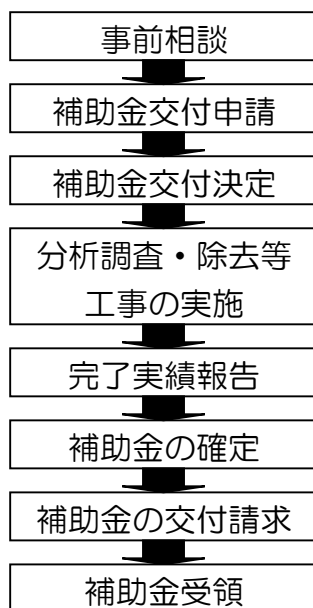 事前相談
補助金交付申請
補助金交付決定
分析調査・除去等
工事の実施
完了実績報告
補助金の確定
補助金の交付請求
補助金受領